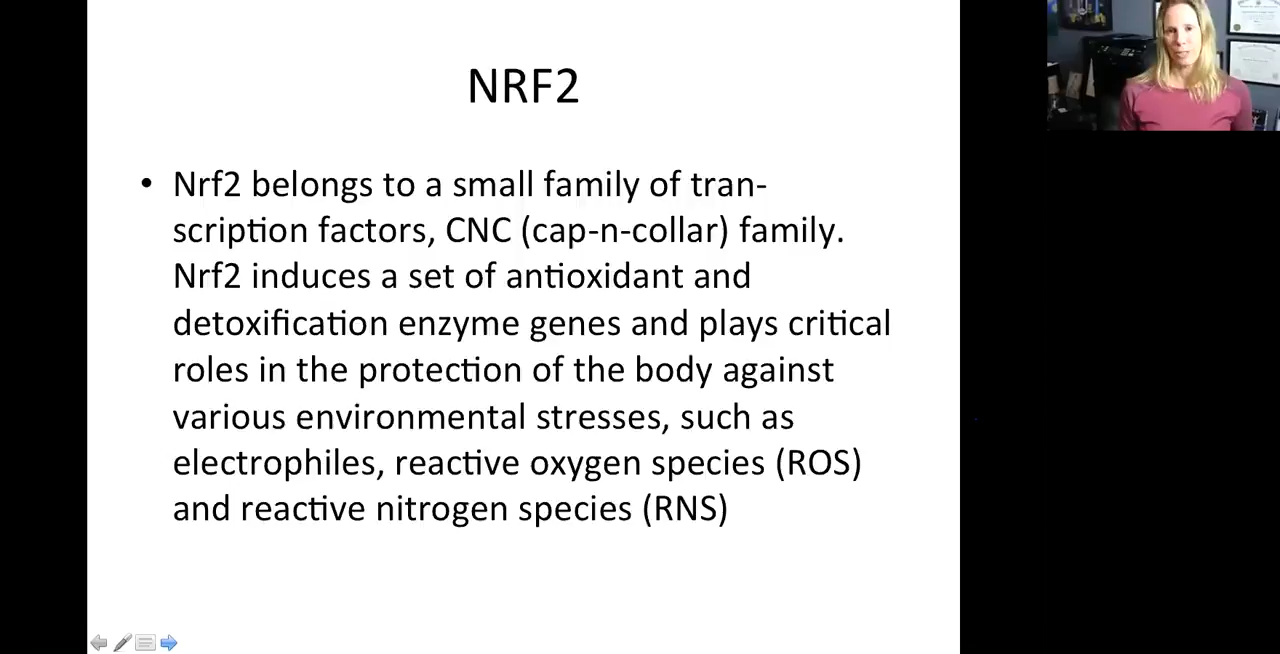 NRF2
• Nrf2 belongs to a small family of tran-
scription factors, CNC (cap-n-collar) family.
Nrf2 induces a set of antioxidant and
detoxification enzyme genes and plays critical
roles in the protection of the body against
various environmental stresses, such as
electrophiles, reactive oxygen species (ROS)
and reactive nitrogen species (RNS)